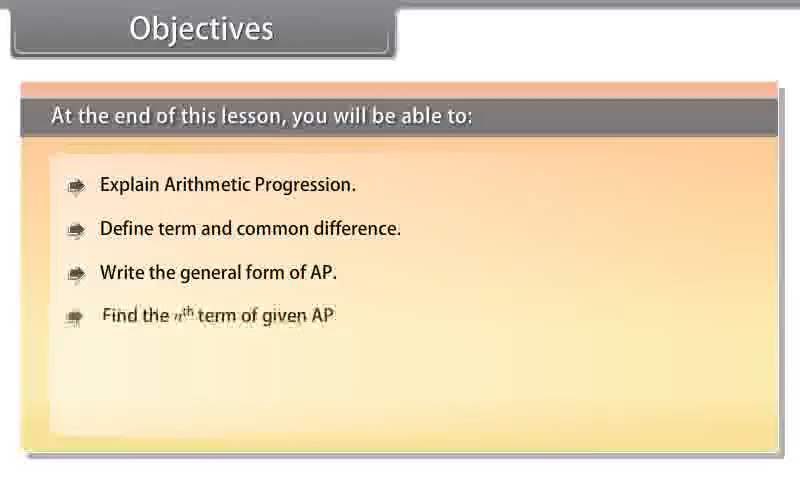 Objectives
At the end of this lesson, you will be able to:
Explain Arithmetic Progression.
Define term and common difference.
Write the general form of AP.
Find the nth term of given AP